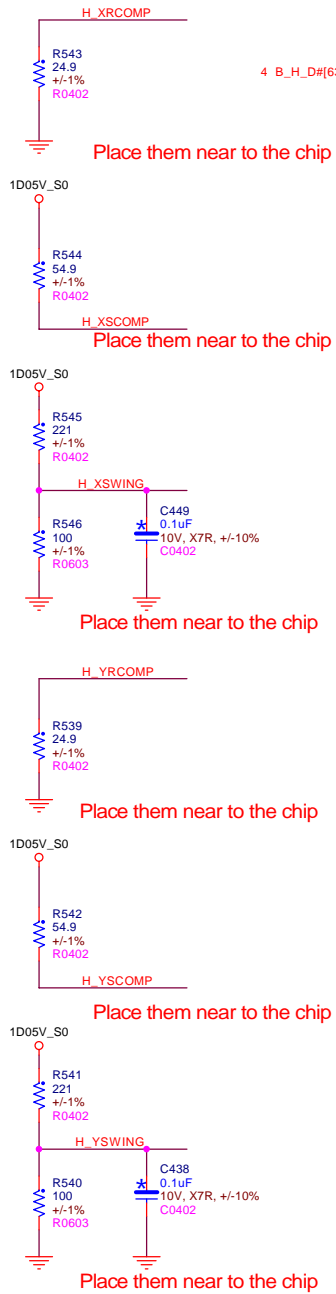 H_XRCOMP
R543
24.9
+/-1%
R0402
4 B_H_D#[63
Place them near to the chip
1D05V_S0
R544
54.9
+/-1%
R0402
H_XSCOMP
Place them near to the chip
1D05V_S0
R545
221
+/-1%
R0402
H_XSWING
R546
100
+/-1%
R0603
C449
0.1uF
10V, X7R, +/-10%
C0402
Place them near to the chip
H_YRCOMP
R539
24.9
+/-1%
R0402
Place them near to the chip
1D05V_S0
R542
54.9
+/-1%
R0402
H_YSCOMP
Place them near to the chip
1D05V_S0
R541
221
+/-1%
R0402
H_YSWING
R540
100
+/-1%
R0603
C438
0.1uF
10V, X7R, +/-10%
C0402
Place them near to the chip